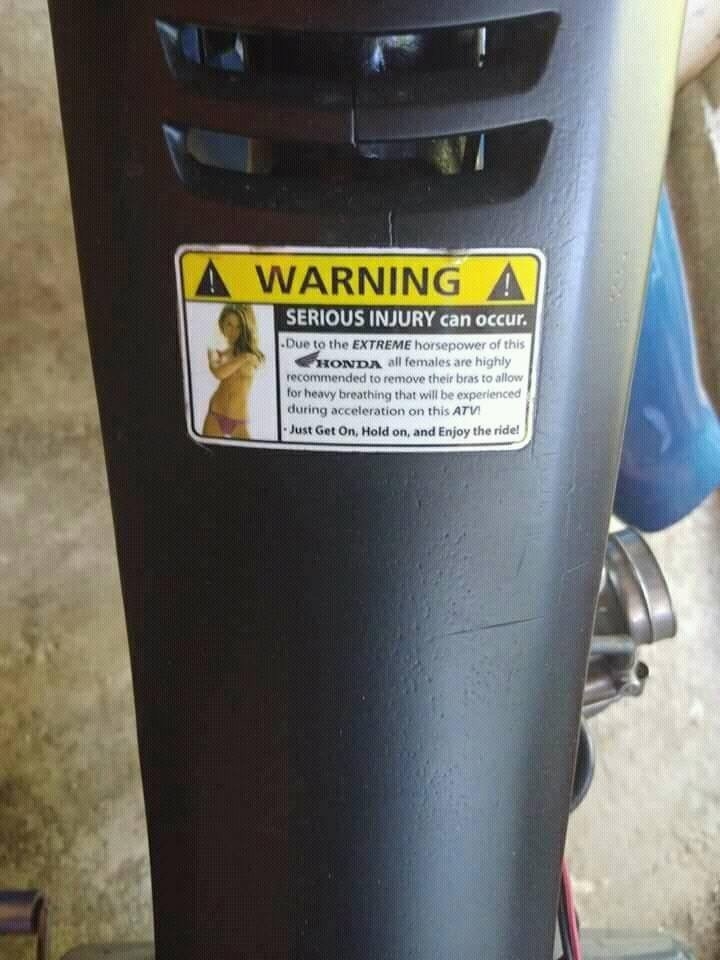 WARNING
SERIOUS INJURY can occur.
•Due to the EXTREME horsepower of this
HONDA all females are highly
recommended to remove their bras to allow
for heavy breathing that will be experienced
during acceleration on this ATV!
• Just Get On, Hold on, and Enjoy the ride!